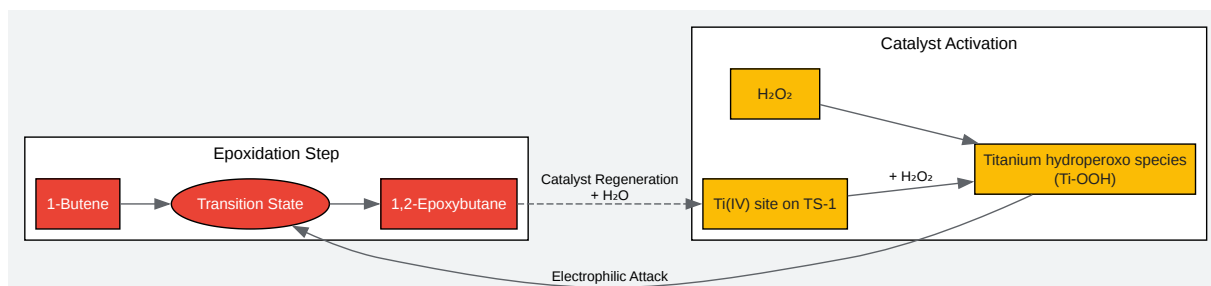 Catalyst Activation
H₂O₂
Epoxidation Step
Titanium hydroperoxo species
(Ti-OOH)
1-Butene
Transition State
1,2-Epoxybutane
Catalyst Regeneration
+ H₂O
Ti(IV) site on TS-1
+ H₂O₂
Electrophilic Attack